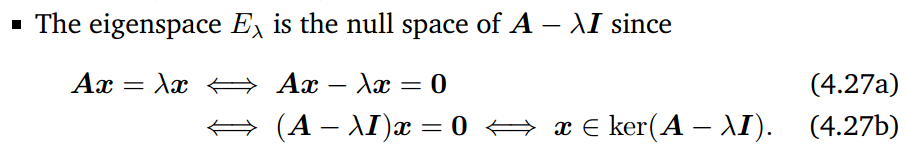 ▪ The eigenspace Eλ is the null space of A − λI since
Ax = λx ⟺ Ax − λx = 0 (4.27a)
⟺ (A − λI)x = 0 ⟺ x ∈ ker(A − λI). (4.27b)